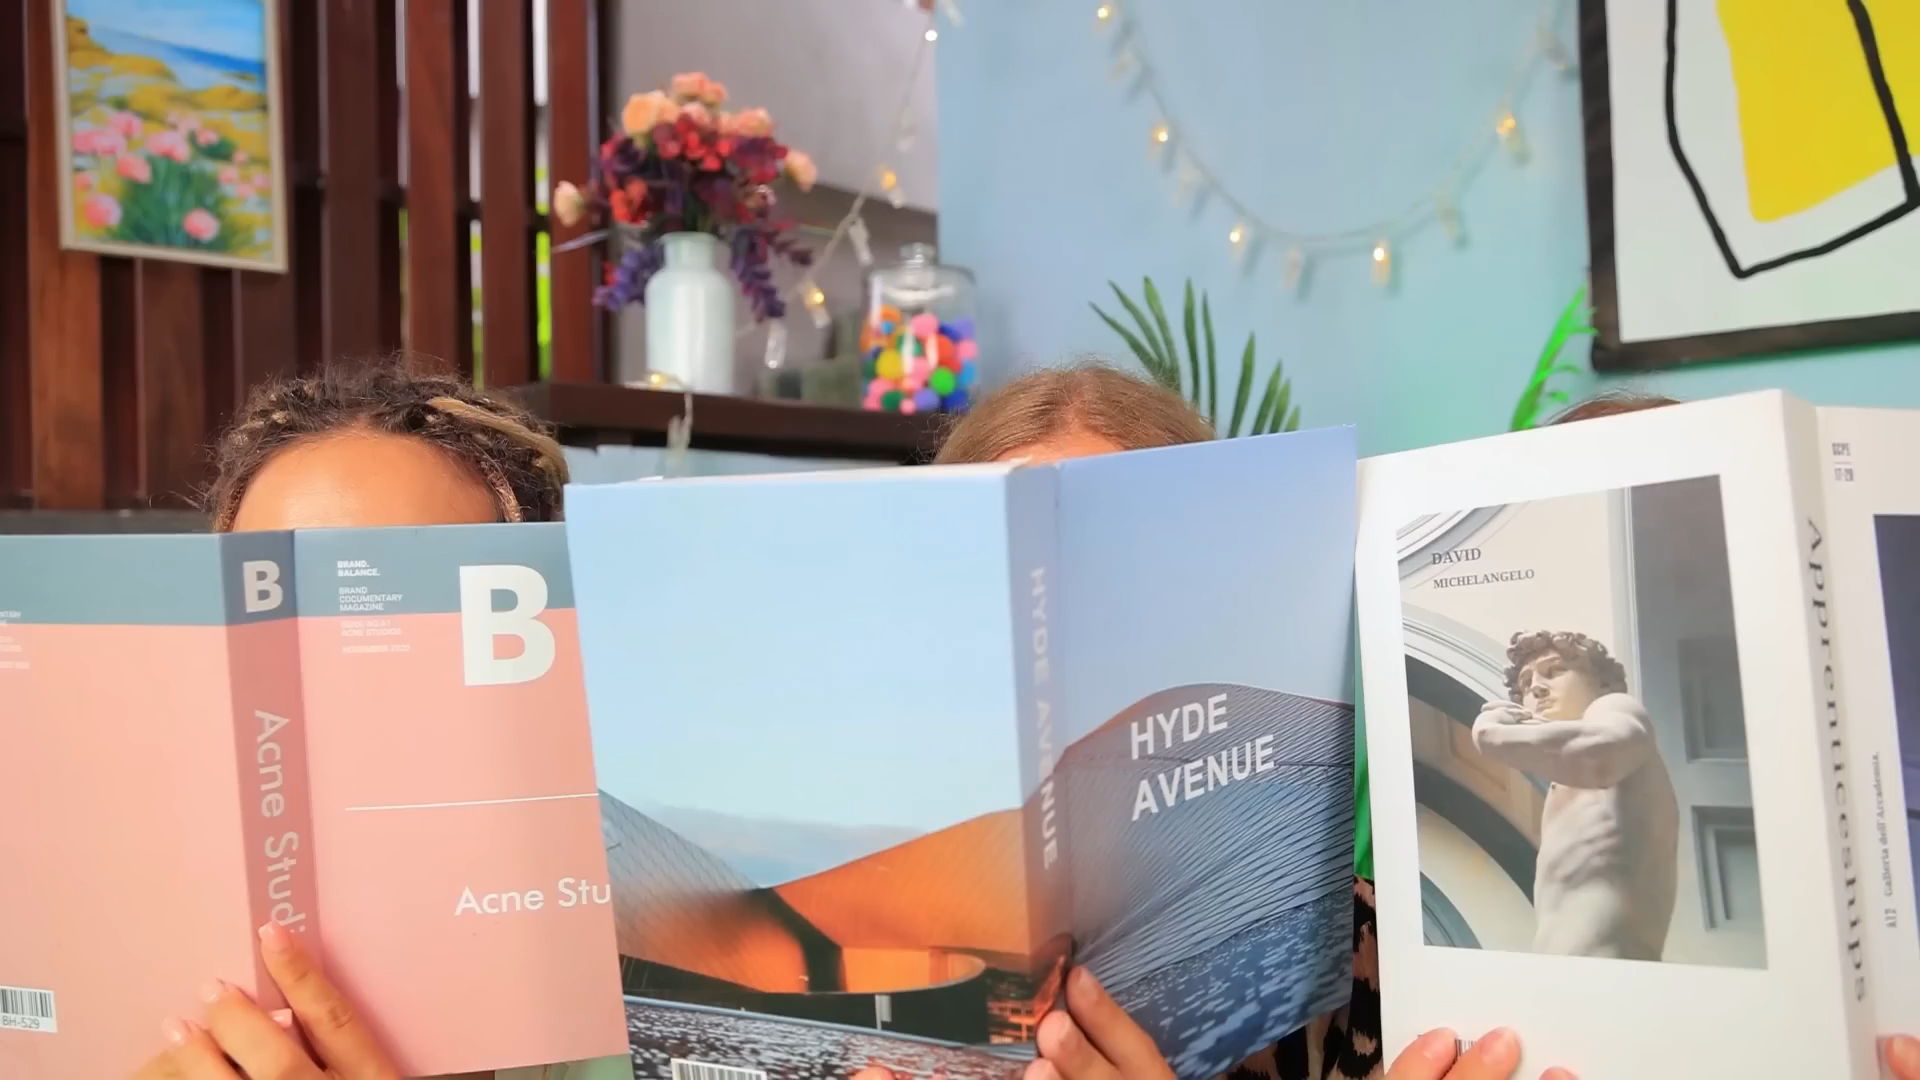 B
Acne Studi
BH-529
BRAND.
BALANCE.
BRAND
DOCUMENTARY
MAGAZINE
ACNE STUDIOS
B
Acne Stu
HYDE AVENUE
HYDE
AVENUE
DAVID
MICHELANGELO
Apprenticeships
A12 Galleria dell'Accademia